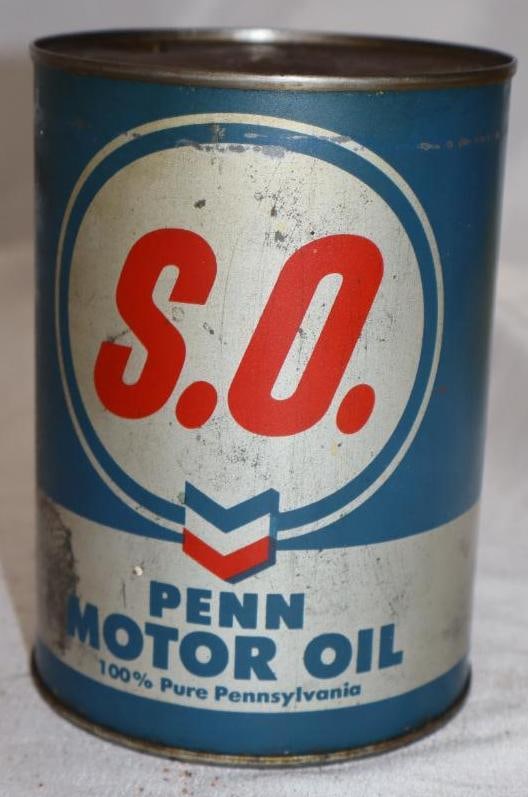 S.O.
PENN
MOTOR OIL
100% Pure Pennsylvania